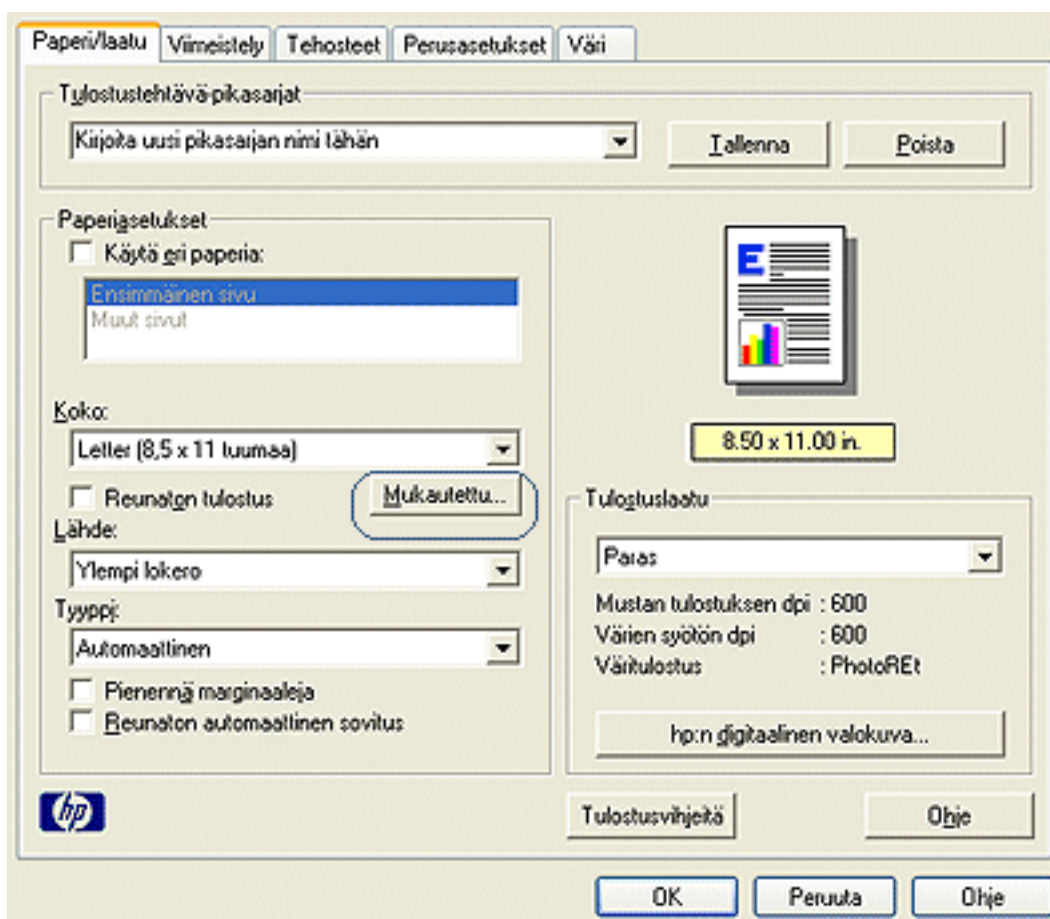 Paperi/laatu Viimeistely Tehosteet Perusasetukset Väri
Tulostustehtävä-pikasarjat
Kirjoita uusi pikasarjan nimi tähän Tallenna Poista
Paperiasetukset
Käytä eri paperia:
Ensimmäinen sivu
Muut sivut
Koko:
Letter (8,5 x 11 tuumaa)
Reunaton tulostus Mukautettu...
Lähde:
Ylempi lokero
Tyyppi:
Automaattinen
Pienennä marginaaleja
Reunaton automaattinen sovitus
E
8.50 x 11.00 in.
Tulostuslaatu
Paras
Mustan tulostuksen dpi : 600
Värien syötön dpi : 600
Väritulostus : PhotoREt
hp:n digitaalinen valokuva...
hp
Tulostusvihjeitä Ohje
OK Peruuta Ohje